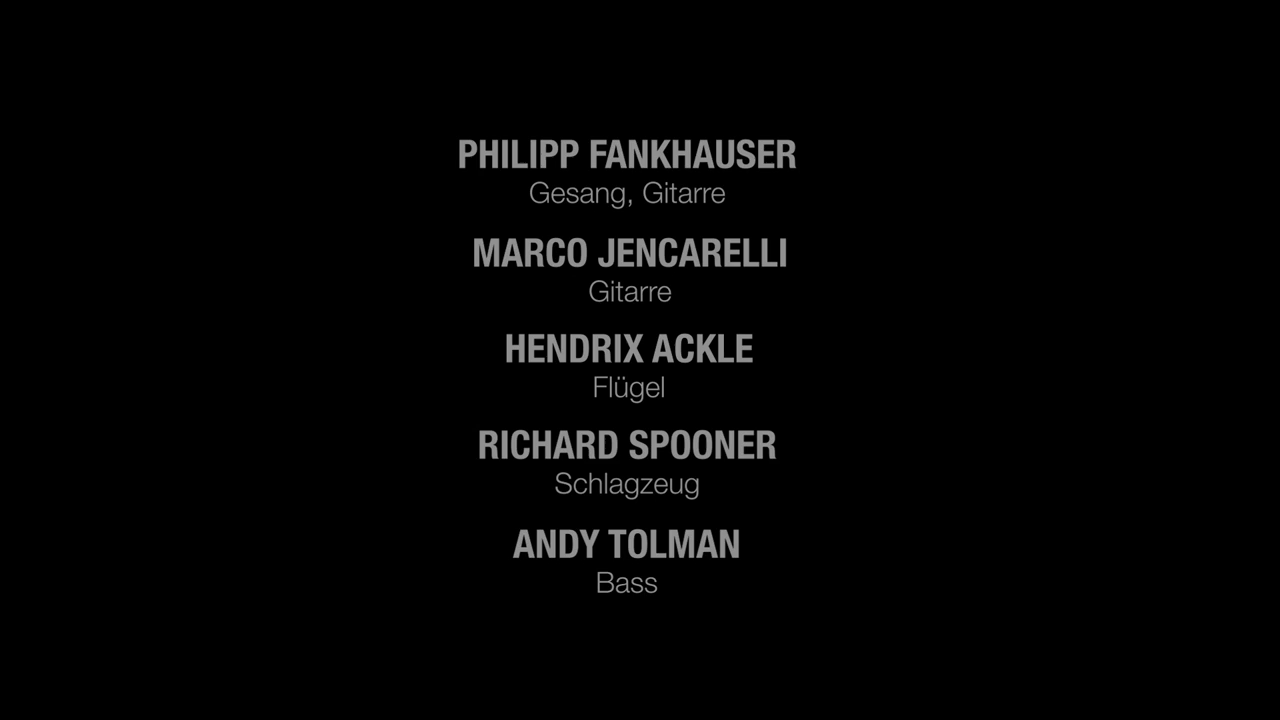 PHILIPP FANKHAUSER
Gesang, Gitarre
MARCO JENCARELLI
Gitarre
HENDRIX ACKLE
Flügel
RICHARD SPOONER
Schlagzeug
ANDY TOLMAN
Bass